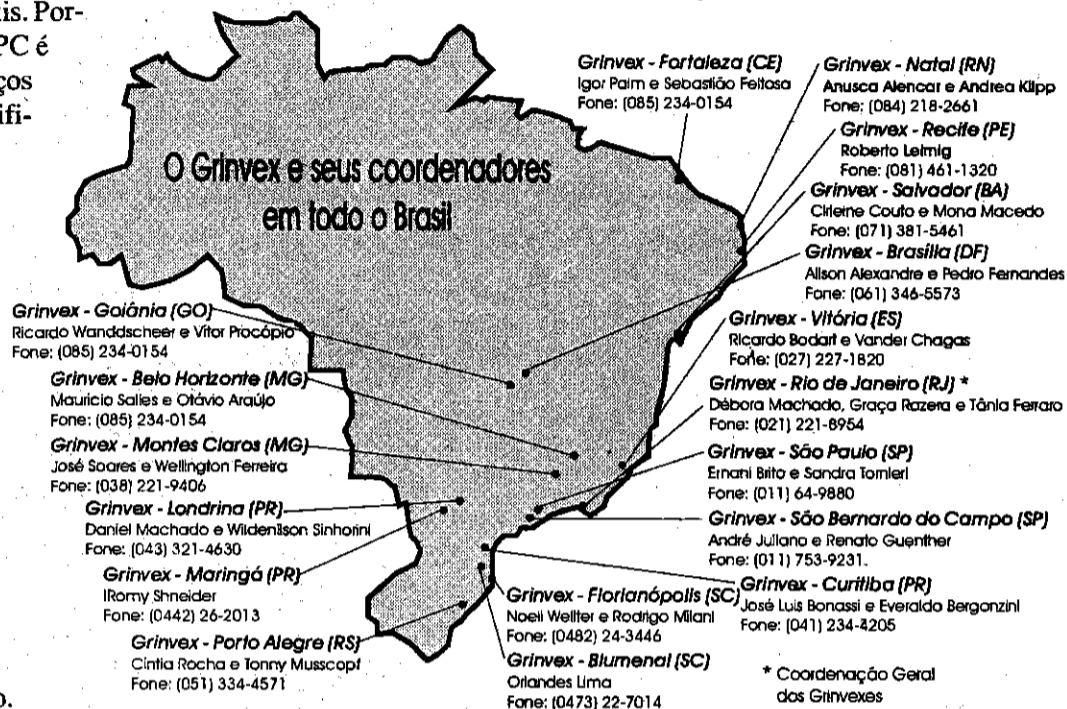 is. Por-
PC é
ços
ifi-
o.
O Grinvex e seus coordenadores
em todo o Brasil
Grinvex - Fortaleza (CE)
Igor Paim e Sebastião Feitosa
Fone: (085) 234-0154
Grinvex - Natal (RN)
Anusca Alencar e Andrea Klipp
Fone: (084) 218-2661
Grinvex - Recife (PE)
Roberto Leimig
Fone: (081) 461-1320
Grinvex - Salvador (BA)
Cirleine Couto e Mona Macedo
Fone: (071) 381-5461
Grinvex - Brasília (DF)
Alison Alexandre e Pedro Fernandes
Fone: (061) 346-5573
Grinvex - Vitória (ES)
Ricardo Bodart e Vander Chagas
Fone: (027) 227-1820
Grinvex - Rio de Janeiro (RJ) *
Débora Machado, Graça Razera e Tânia Ferraro
Fone: (021) 221-8954
Grinvex - São Paulo (SP)
Ernani Brito e Sandra Tornieri
Fone: (011) 64-9880
Grinvex - São Bernardo do Campo (SP)
André Juliano e Renato Guenther
Fone: (011) 753-9231.
Grinvex - Curitiba (PR)
José Luis Bonassi e Everaldo Bergonzini
Fone: (041) 234-4205
Grinvex - Goiânia (GO)
Ricardo Wanddscheer e Vitor Procópio
Fone: (085) 234-0154
Grinvex - Belo Horizonte (MG)
Mauricio Salles e Otávio Araújo
Fone: (085) 234-0154
Grinvex - Montes Claros (MG)
José Soares e Wellington Ferreira
Fone: (038) 221-9406
Grinvex - Londrina (PR)
Daniel Machado e Wildenilson Sinhorini
Fone: (043) 321-4630
Grinvex - Maringá (PR)
IRomy Shneider
Fone: (0442) 26-2013
Grinvex - Porto Alegre (RS)
Cíntia Rocha e Tonny Musscopf
Fone: (051) 334-4571
Grinvex - Florianópolis (SC)
Noeli Wellter e Rodrigo Milani
Fone: (0482) 24-3446
Grinvex - Blumenal (SC)
Orlandes Lima
Fone: (0473) 22-7014
* Coordenação Geral
dos Grinvexes